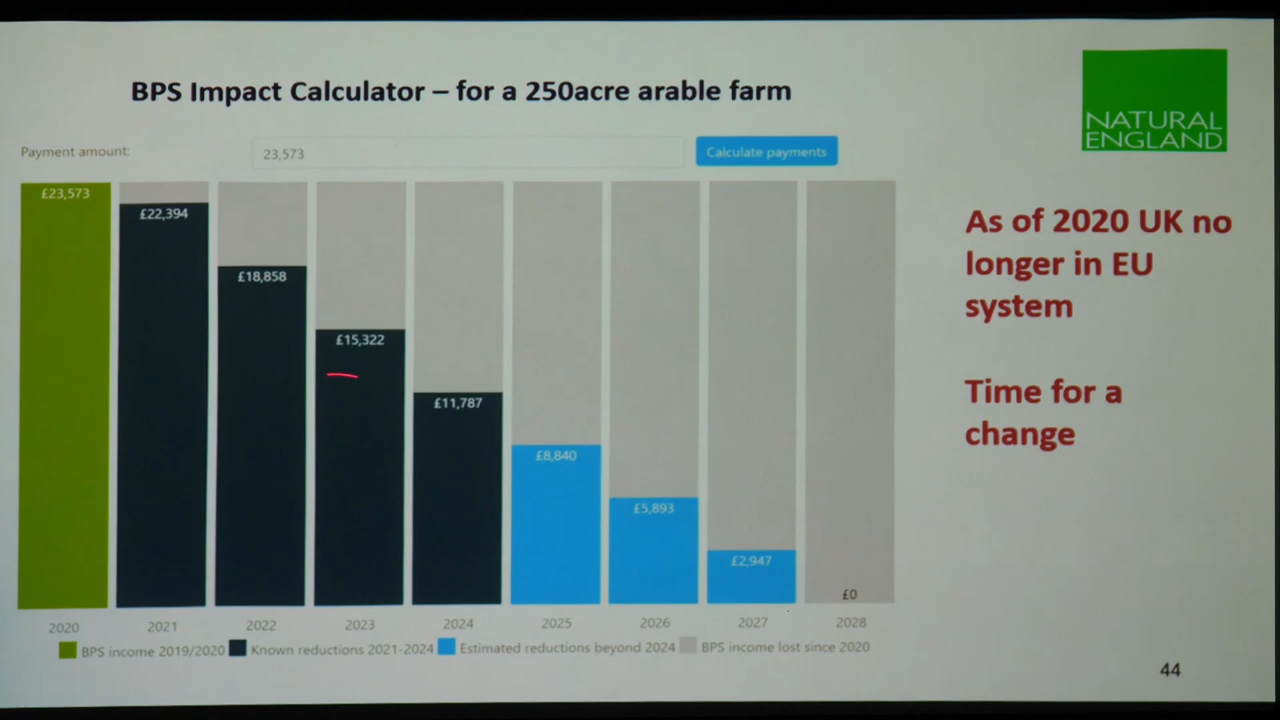 BPS Impact Calculator – for a 250acre arable farm
NATURAL
ENGLAND
Payment amount:
23,573
Calculate payments
£23,573
£22,394
£18,858
£15,322
£11,787
£8,840
£5,893
£2,947
£0
2020
2021
2022
2023
2024
2025
2026
2027
2028
BPS income 2019/2020
Known reductions 2021-2024
Estimated reductions beyond 2024
BPS income lost since 2020
As of 2020 UK no
longer in EU
system
Time for a
change
44